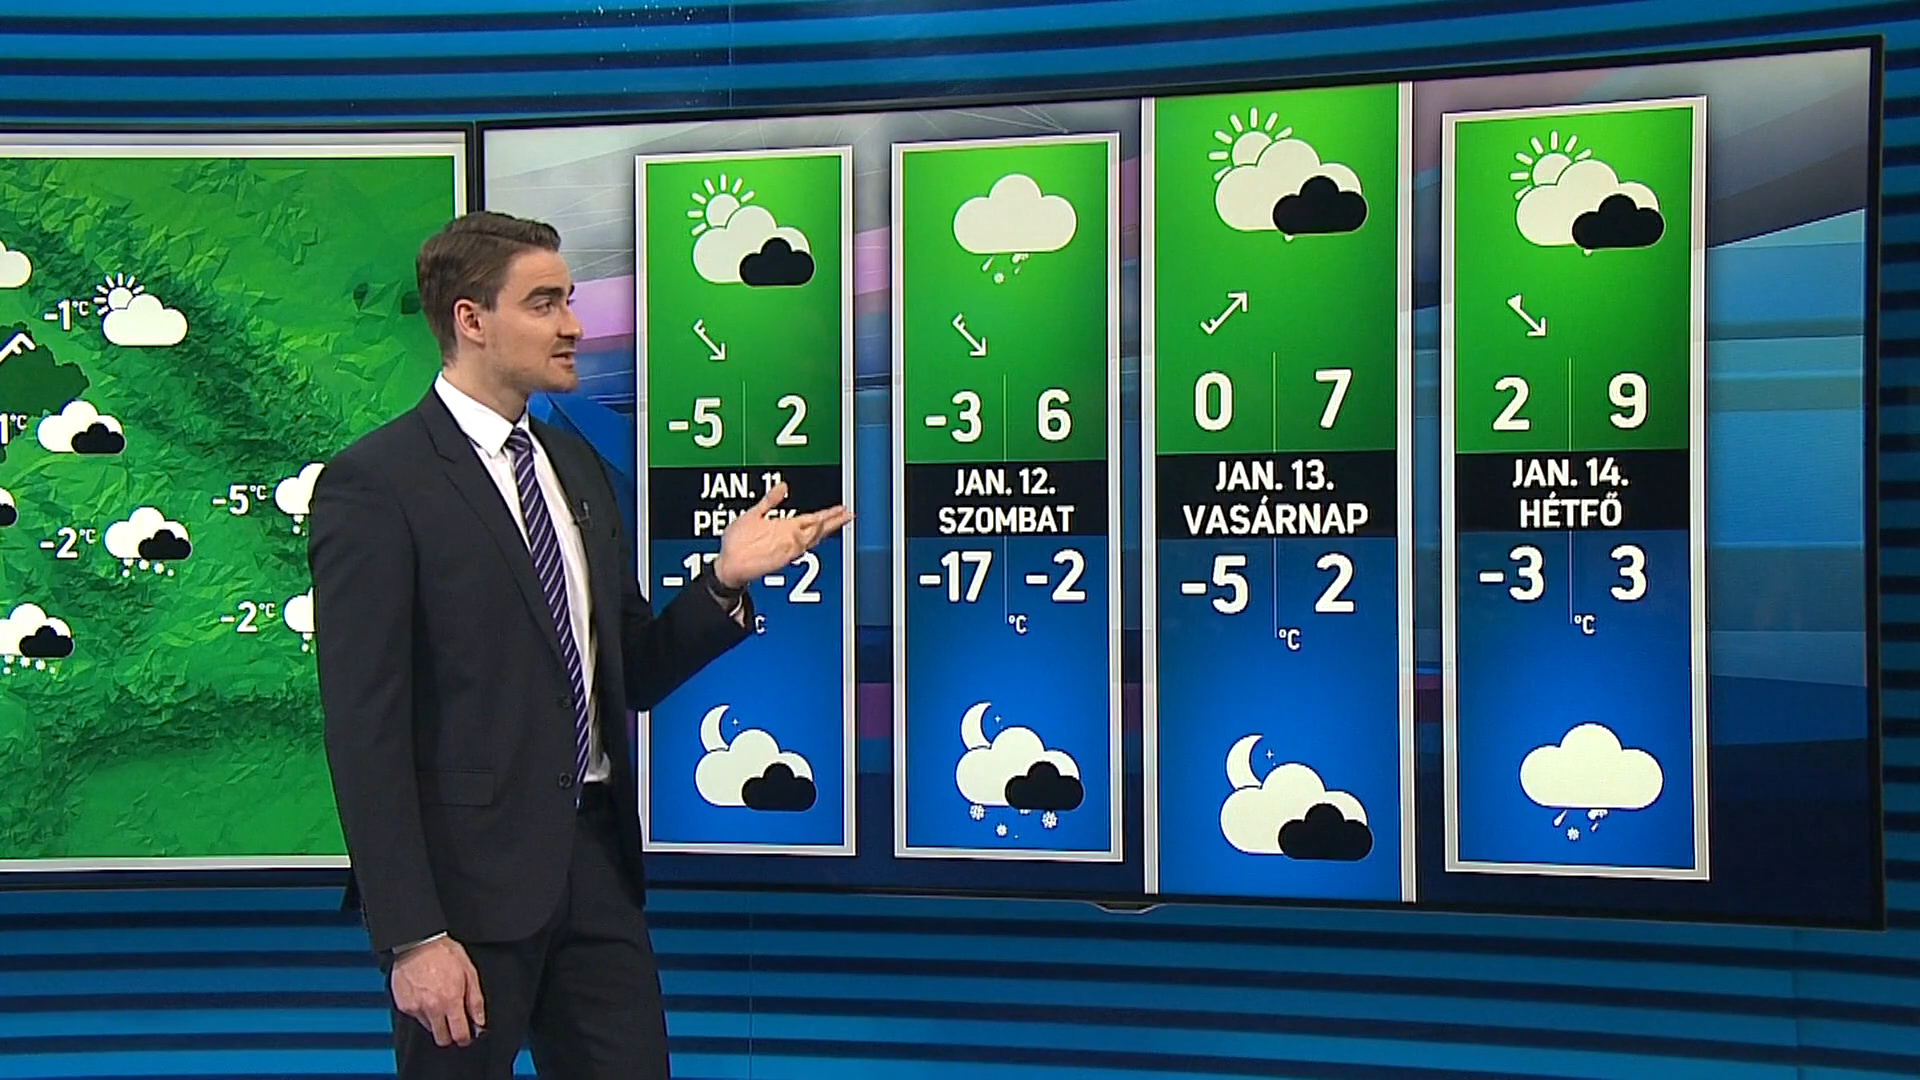 -1°C
1°C
-5°C
-2°C
-2°C
-5 2
JAN. 11.
-2
-3 6
JAN. 12.
SZOMBAT
-17 -2
°C
0 7
JAN. 13.
VASÁRNAP
-5 2
°C
2 9
JAN. 14.
HÉTFŐ
-3 3
°C